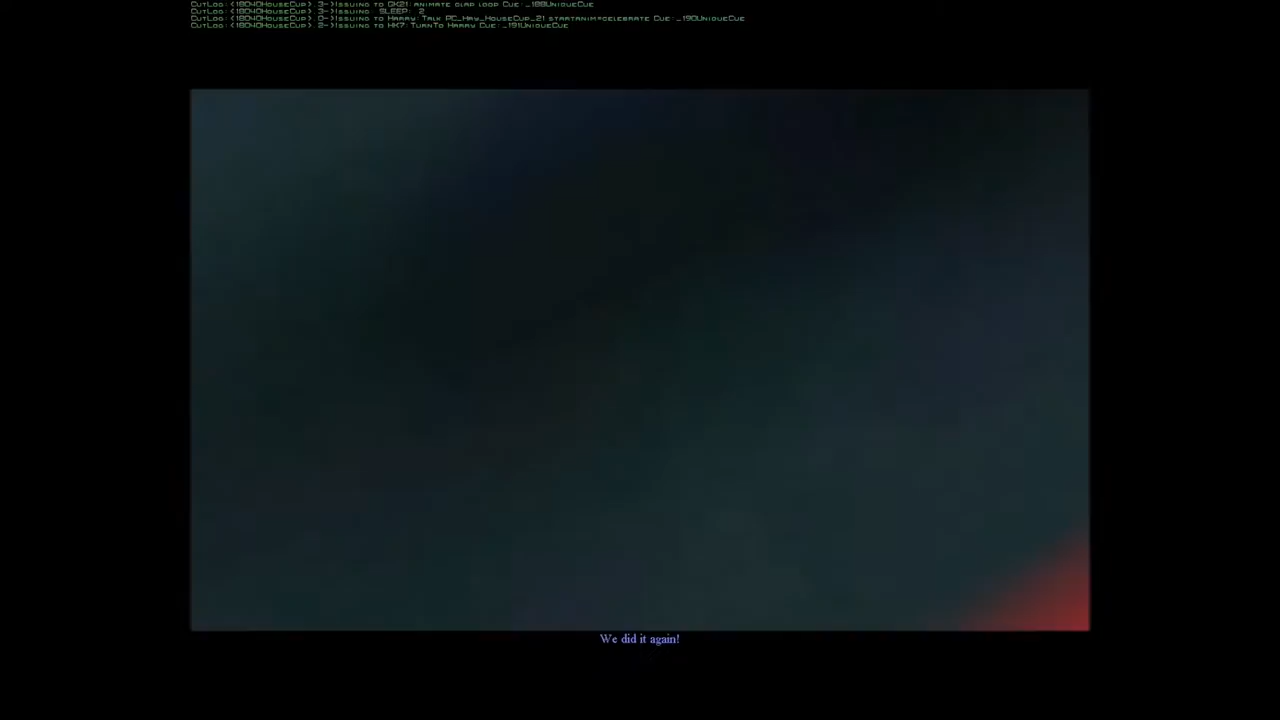 CutLog: {18040HouseCup}. 3->Issuing to GK21: animate clap loop Cue:_188UniqueCue
CutLog: {18040HouseCup}. 3->Issuing SLEEP: 2
CutLog: {18040HouseCup}. 0->Issuing to Harry: Talk PC_Hay_HouseCup_21 startanim=celebrate Cue:_190UniqueCue
CutLog: {18040HouseCup}. 2->Issuing to HK7: TurnTo Harry Cue:_191UniqueCue
We did it again!